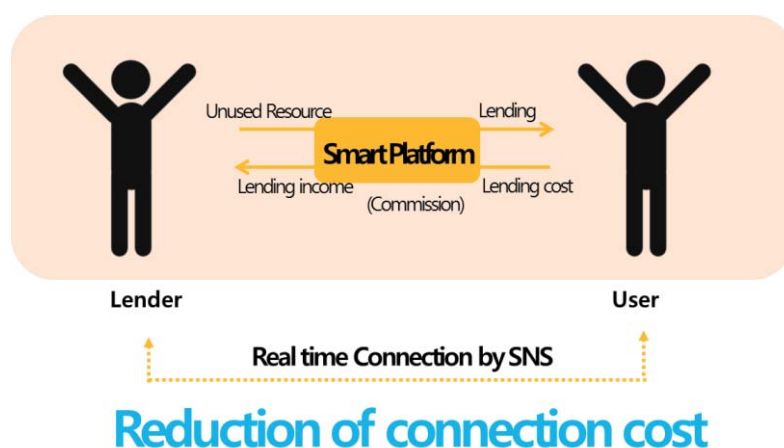 Unused Resource
Lending
Smart Platform
Lending income
Lending cost
(Commission)
Lender
User
Real time Connection by SNS
Reduction of connection cost